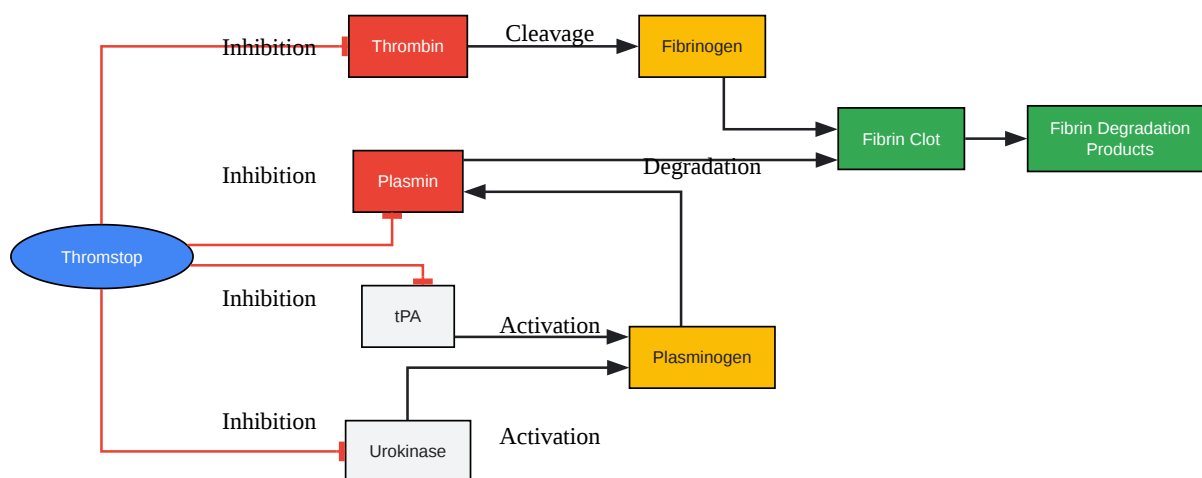 Inhibition
Thrombin
Cleavage
Fibrinogen
Fibrin Clot
Fibrin Degradation
Products
Inhibition
Plasmin
Degradation
Thromstop
Inhibition
tPA
Activation
Plasminogen
Inhibition
Urokinase
Activation